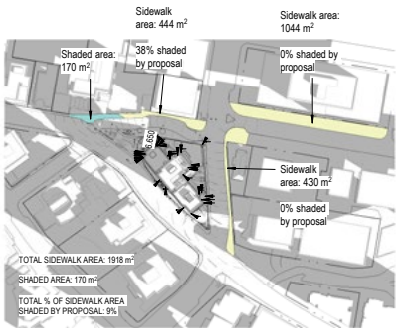 Sidewalk
area: 444 m²
38% shaded
by proposal
Sidewalk area:
1044 m²
0% shaded by
proposal
Shaded area:
170 m²
6.650
Sidewalk
area: 430 m²
0% shaded
by proposal
TOTAL SIDEWALK AREA: 1918 m²
SHADED AREA: 170 m²
TOTAL % OF SIDEWALK AREA
SHADED BY PROPOSAL: 9%